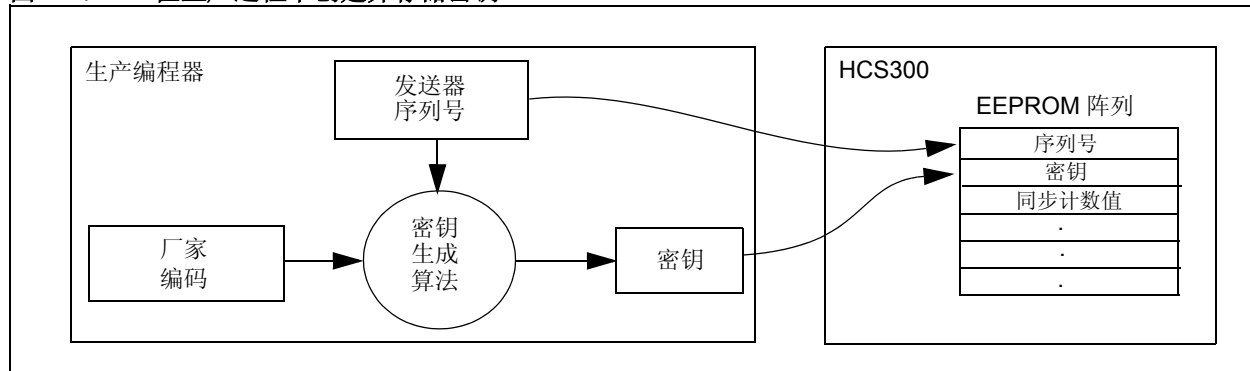 生产编程器
发送器
序列号
厂家
编码
密钥
生成
算法
密钥
HCS300
EEPROM 阵列
序列号
密钥
同步计数值
.
.
.